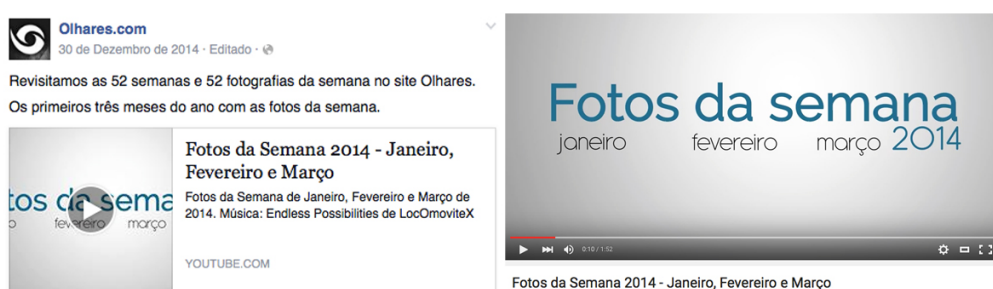 Olhares.com
30 de Dezembro de 2014 · Editado ·
Revisitamos as 52 semanas e 52 fotografias da semana no site Olhares.
Os primeiros três meses do ano com as fotos da semana.
tos da sema
o fevereiro março
Fotos da Semana 2014 - Janeiro,
Fevereiro e Março
Fotos da Semana de Janeiro, Fevereiro e Março de
2014. Música: Endless Possibilities de LocOmoviteX
YOUTUBE.COM
Fotos da semana
janeiro fevereiro março 2014
0:10 / 1:52
Fotos da Semana 2014 - Janeiro, Fevereiro e Março